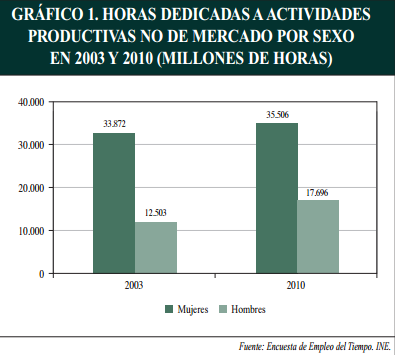 GRÁFICO 1. HORAS DEDICADAS A ACTIVIDADES
PRODUCTIVAS NO DE MERCADO POR SEXO
EN 2003 Y 2010 (MILLONES DE HORAS)
40.000
30.000
20.000
10.000
0
33.872
12.503
35.506
17.696
2003
2010
Mujeres
Hombres
Fuente: Encuesta de Empleo del Tiempo. INE.